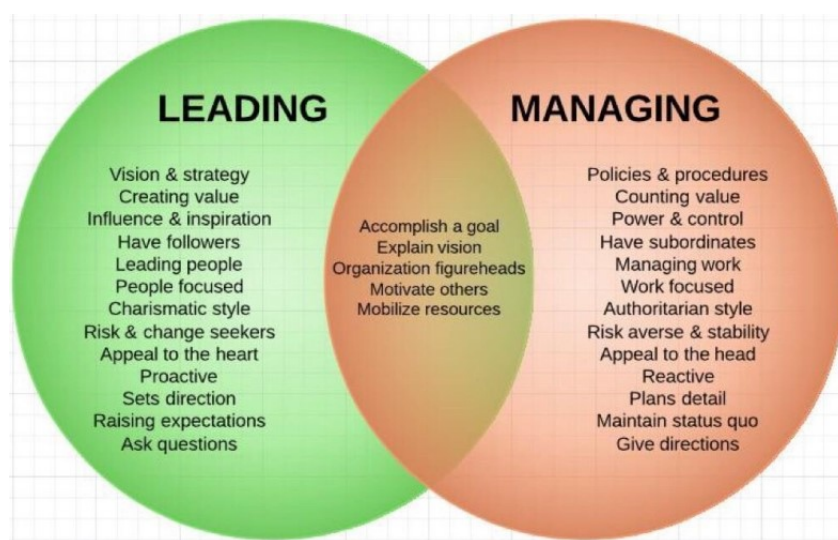 LEADING
Vision & strategy
Creating value
Influence & inspiration
Have followers
Leading people
People focused
Charismatic style
Risk & change seekers
Appeal to the heart
Proactive
Sets direction
Raising expectations
Ask questions
Accomplish a goal
Explain vision
Organization figureheads
Motivate others
Mobilize resources
MANAGING
Policies & procedures
Counting value
Power & control
Have subordinates
Managing work
Work focused
Authoritarian style
Risk averse & stability
Appeal to the head
Reactive
Plans detail
Maintain status quo
Give directions